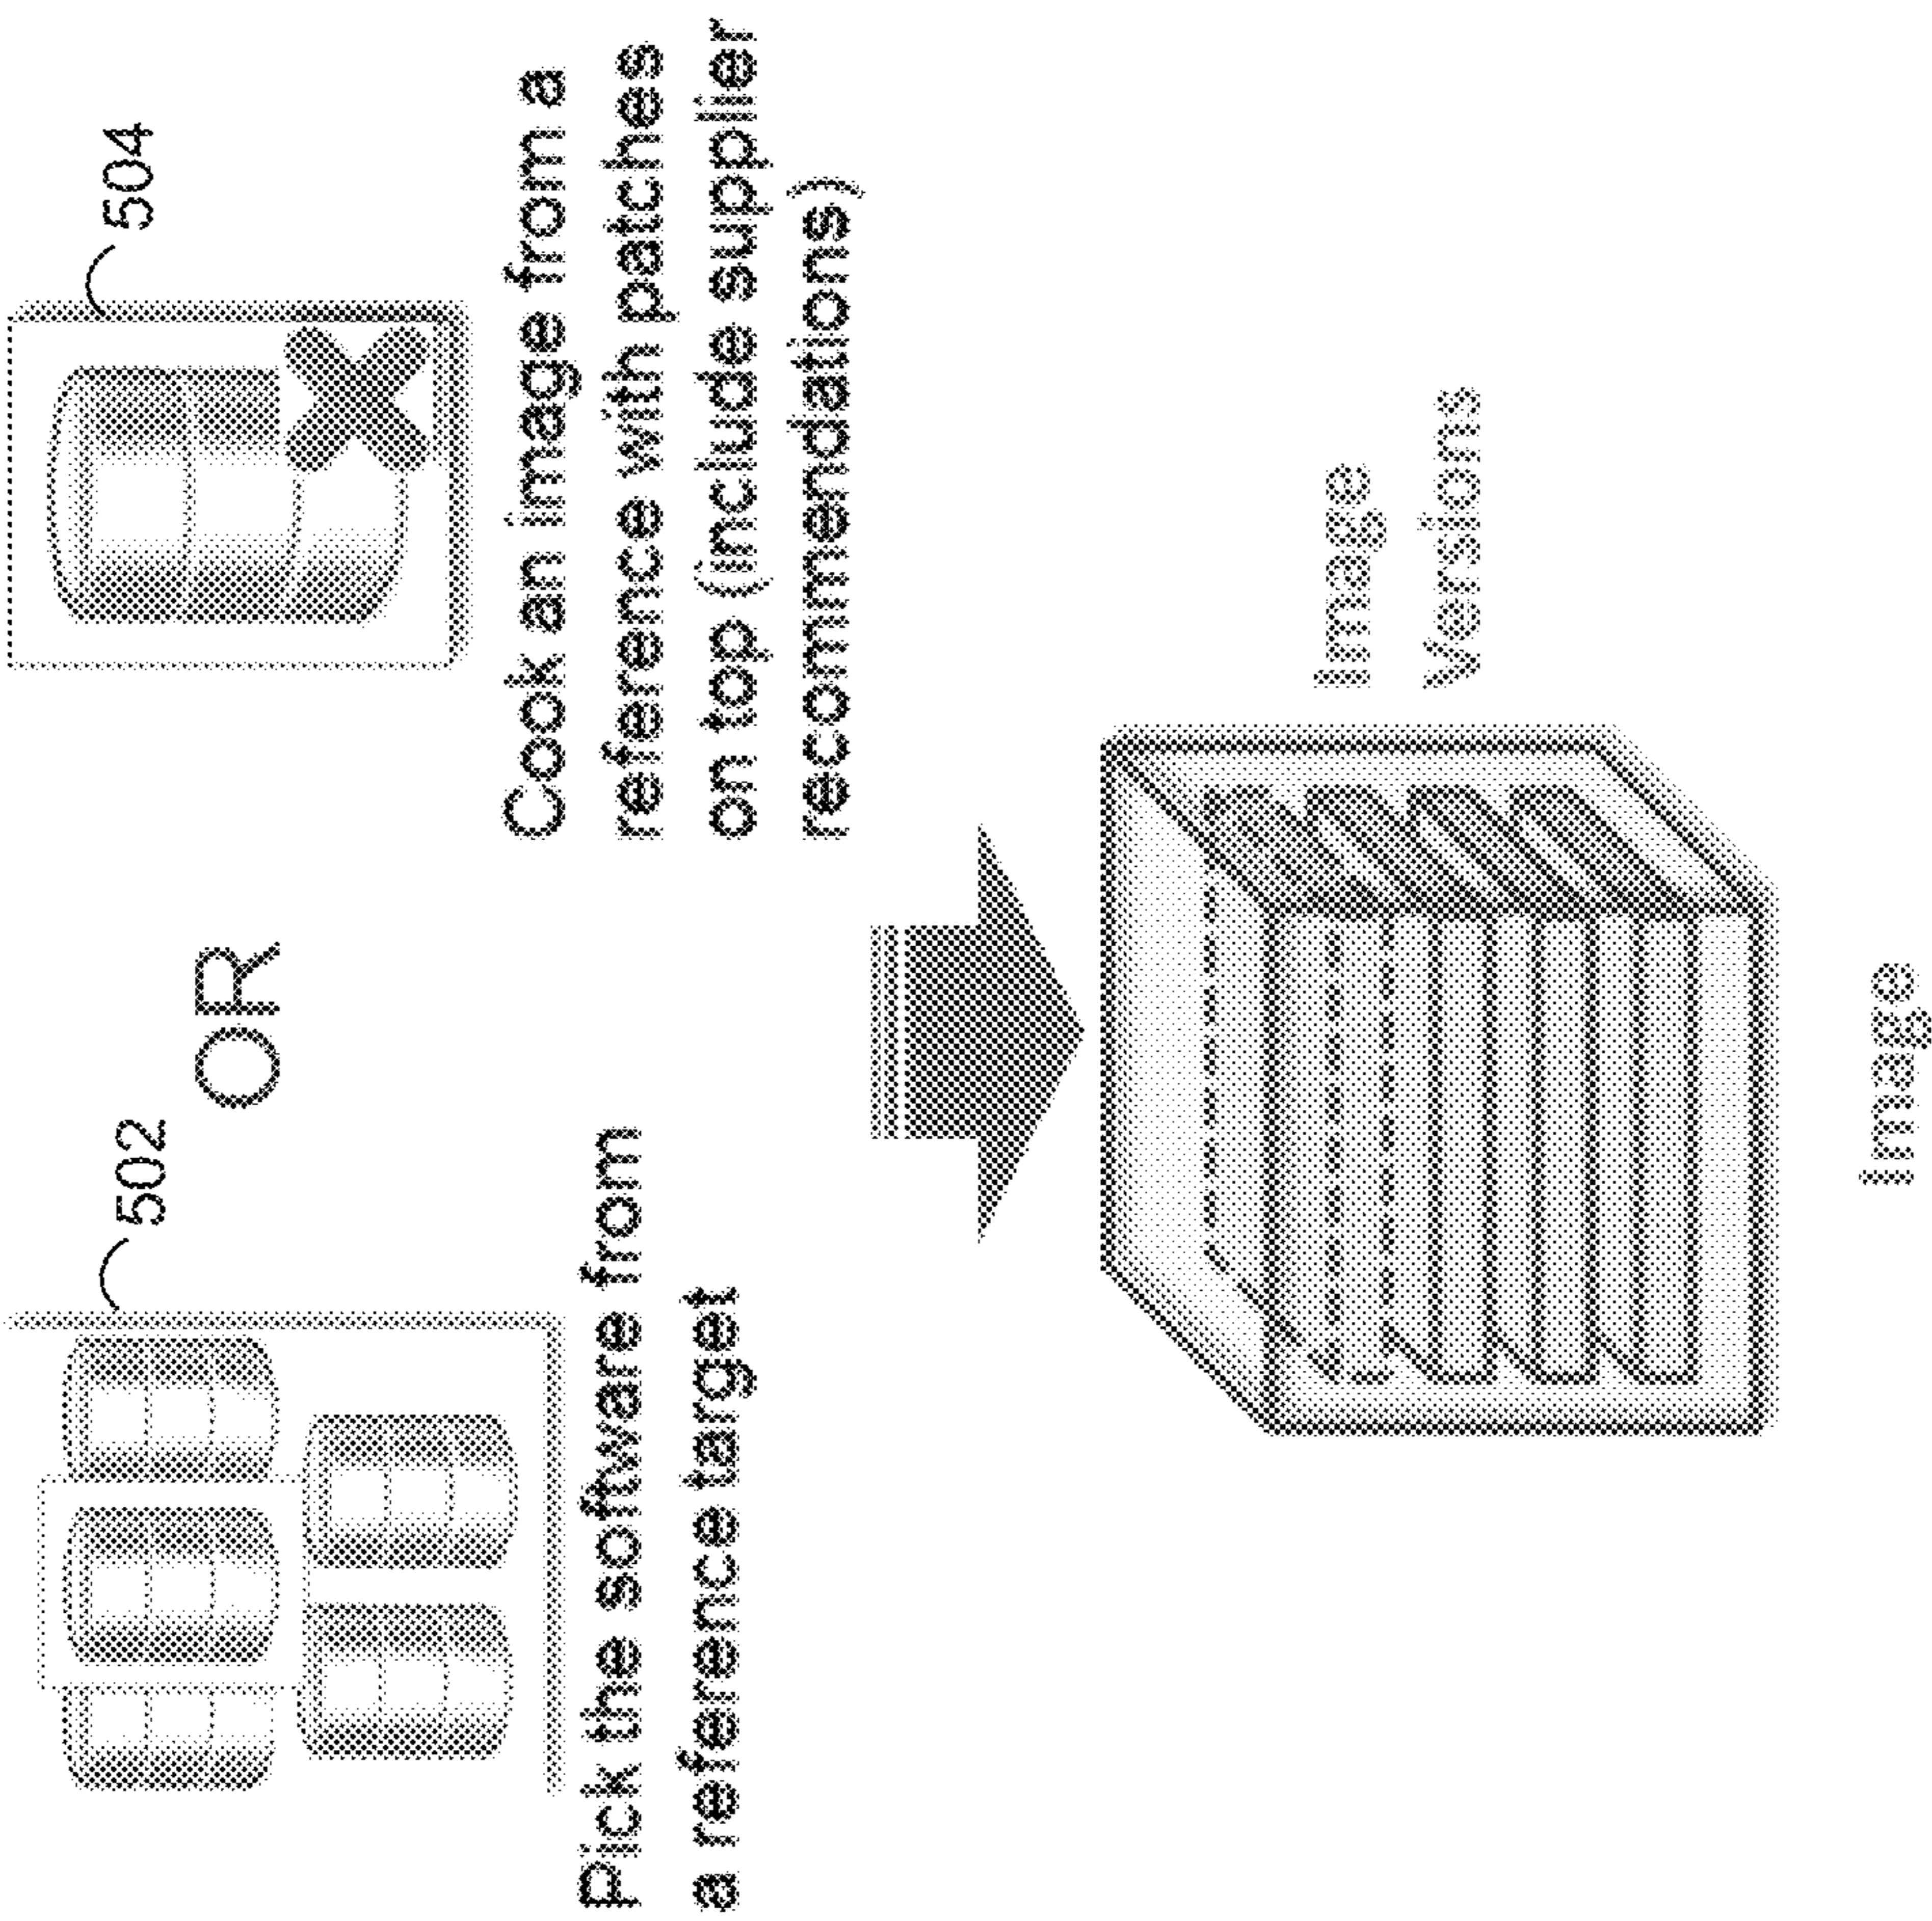 502
OR
504
Pick the software from
a reference target
Cook an image from a
reference with patches
on top (include supplier
recommendations)
Image
Versions
Image